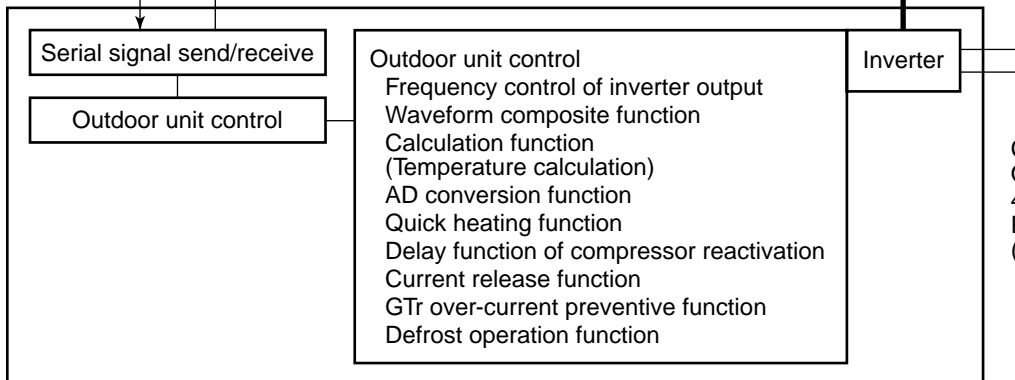 Serial signal send/receive
Outdoor unit control
Outdoor unit control
Frequency control of inverter output
Waveform composite function
Calculation function
(Temperature calculation)
AD conversion function
Quick heating function
Delay function of compressor reactivation
Current release function
GTr over-current preventive function
Defrost operation function
Inverter